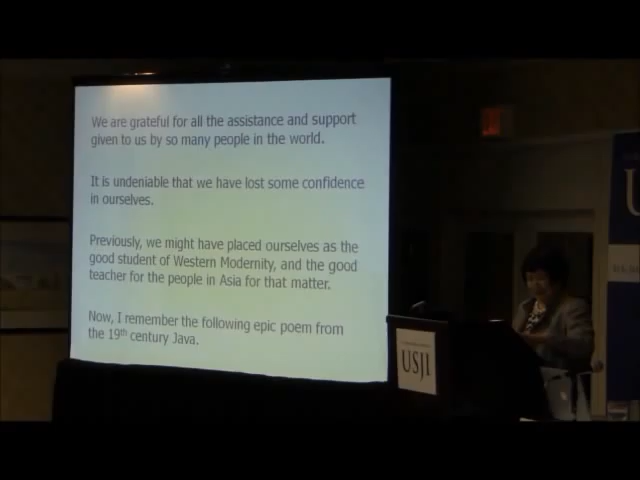 We are grateful for all the assistance and support
given to us by so many people in the world.
It is undeniable that we have lost some confidence
in ourselves.
Previously, we might have placed ourselves as the
good student of Western Modernity, and the good
teacher for the people in Asia for that matter.
Now, I remember the following epic poem from
the 19th century Java.
USJI
U